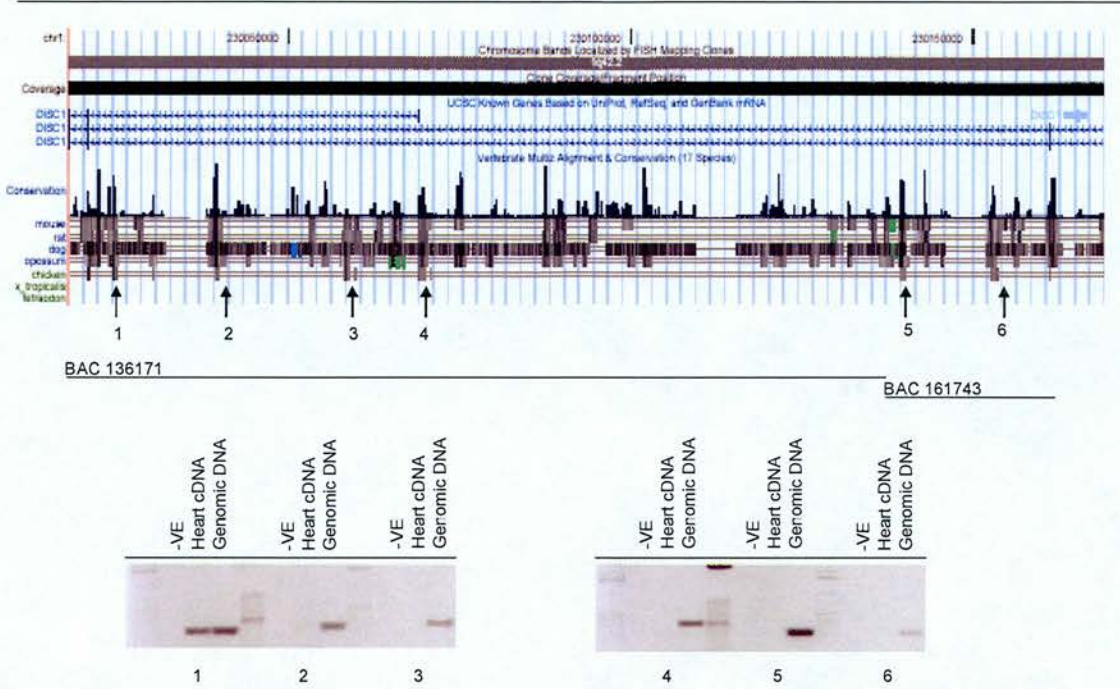 chr1:
230050000
230100000
230150000
Chromosome Bands Localized by FISH Mapping Clones
1q42.2
Clone Coverage/Fragment Position
Coverage
UCSC Known Genes Based on UniProt, RefSeq, and GenBank mRNA
DISC1
DISC1
DISC1
DISC1
Vertebrate Multiz Alignment & Conservation (17 Species)
Conservation
mouse
rat
dog
opossum
chicken
x_tropicalis
tetraodon
1 2 3 4 5 6
BAC 136171
BAC 161743
-VE
Heart cDNA
Genomic DNA
-VE
Heart cDNA
Genomic DNA
-VE
Heart cDNA
Genomic DNA
-VE
Heart cDNA
Genomic DNA
-VE
Heart cDNA
Genomic DNA
-VE
Heart cDNA
Genomic DNA
1 2 3 4 5 6